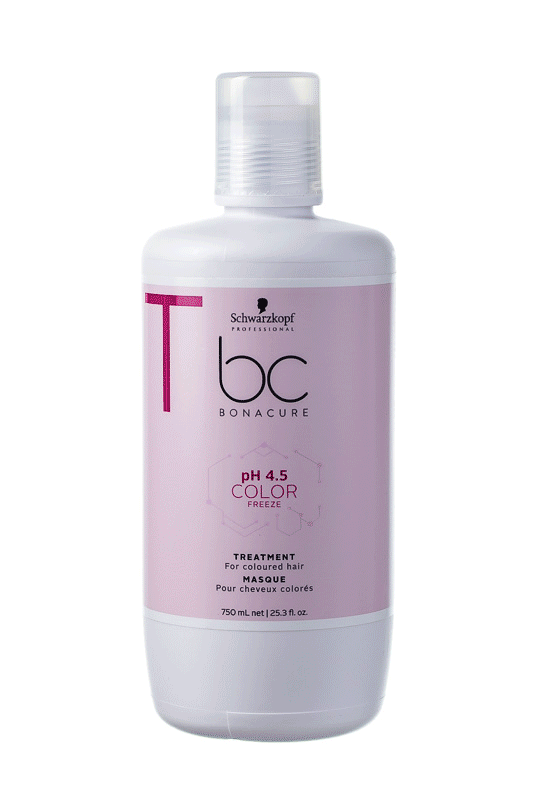 T
Schwarzkopf
PROFESSIONAL
bc
BONACURE
pH 4.5
COLOR
FREEZE
TREATMENT
For coloured hair
MASQUE
Pour cheveux colorés
750 mL net | 25.3 fl. oz.